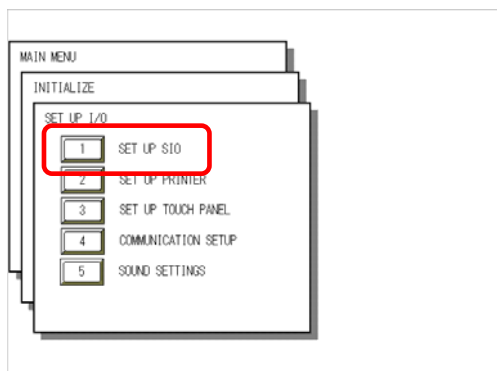 MAIN MENU
INITIALIZE
SET UP I/O
1 SET UP SIO
2 SET UP PRINTER
3 SET UP TOUCH PANEL
4 COMMUNICATION SETUP
5 SOUND SETTINGS